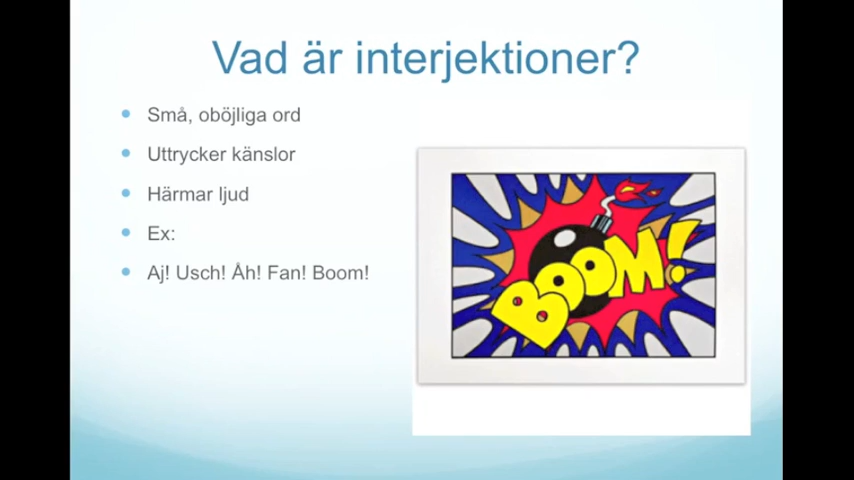 Vad är interjektioner?
Små, oböjliga ord
Uttrycker känslor
Härmar ljud
Ex:
Aj! Usch! Åh! Fan! Boom!
BOOM!